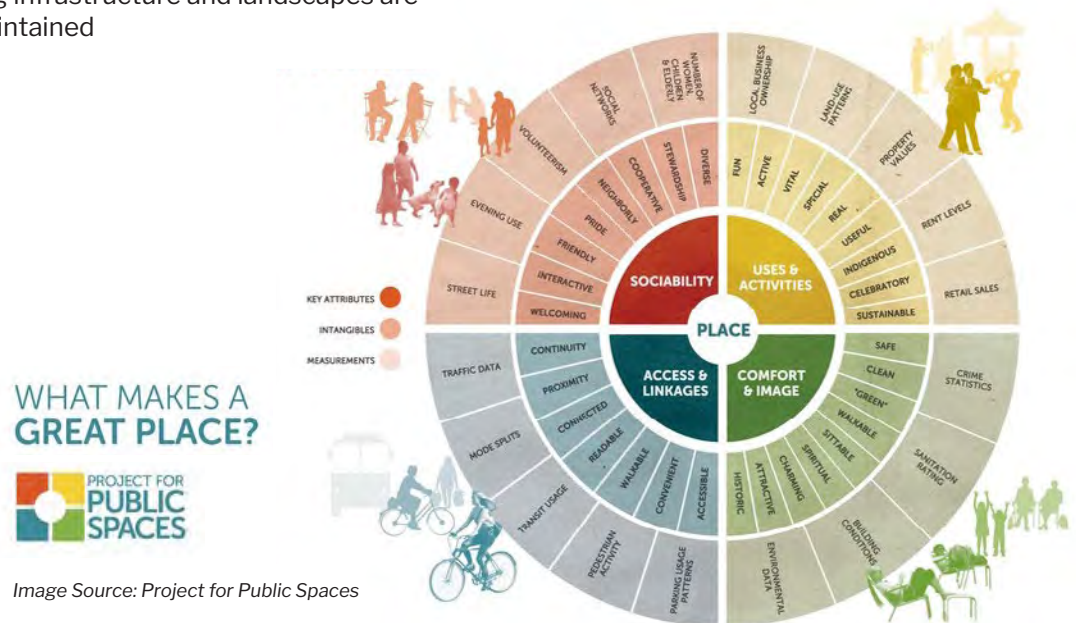 g infrastructure and landscapes are
intained
NUMBER OF
WOMEN,
CHILDREN
& ELDERLY
SOCIAL
NETWORKS
VOLUNTEERISM
EVENING USE
STREET LIFE
LOCAL BUSINESS
OWNERSHIP
LAND-USE
PATTERNS
PROPERTY
VALUES
RENT LEVELS
RETAIL SALES
DIVERSE
STEWARDSHIP
COOPERATIVE
NEIGHBORLY
PRIDE
FRIENDLY
INTERACTIVE
WELCOMING
FUN
ACTIVE
VITAL
SPECIAL
REAL
USEFUL
INDIGENOUS
CELEBRATORY
SUSTAINABLE
SOCIABILITY
USES &
ACTIVITIES
PLACE
ACCESS &
LINKAGES
COMFORT
& IMAGE
KEY ATTRIBUTES
INTANGIBLES
MEASUREMENTS
CONTINUITY
PROXIMITY
CONNECTED
READABLE
WALKABLE
CONVENIENT
ACCESSIBLE
SAFE
CLEAN
"GREEN"
WALKABLE
SITTABLE
SPIRITUAL
CHARMING
ATTRACTIVE
HISTORIC
TRAFFIC DATA
MODE SPLITS
TRANSIT USAGE
PEDESTRIAN
ACTIVITY
PARKING USAGE
PATTERNS
CRIME
STATISTICS
SANITATION
RATING
BUILDING
CONDITIONS
ENVIRONMENTAL
DATA
WHAT MAKES A
GREAT PLACE?
PROJECT FOR
PUBLIC
SPACES
Image Source: Project for Public Spaces